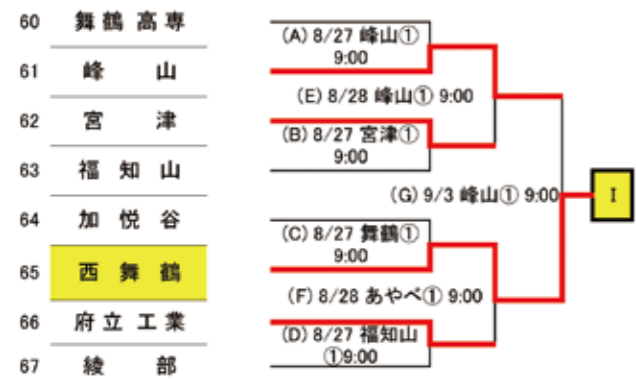 60 舞鶴高専
61 峰山
62 宮津
63 福知山
64 加悦谷
65 西舞鶴
66 府立工業
67 綾部
(A) 8/27 峰山①
9:00
(E) 8/28 峰山① 9:00
(B) 8/27 宮津①
9:00
(G) 9/3 峰山① 9:00
I
(C) 8/27 舞鶴①
9:00
(F) 8/28 あやべ① 9:00
(D) 8/27 福知山
①9:00